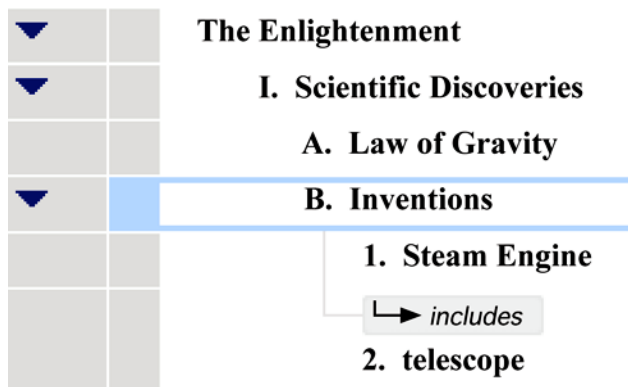 The Enlightenment
I. Scientific Discoveries
A. Law of Gravity
B. Inventions
1. Steam Engine
includes
2. telescope